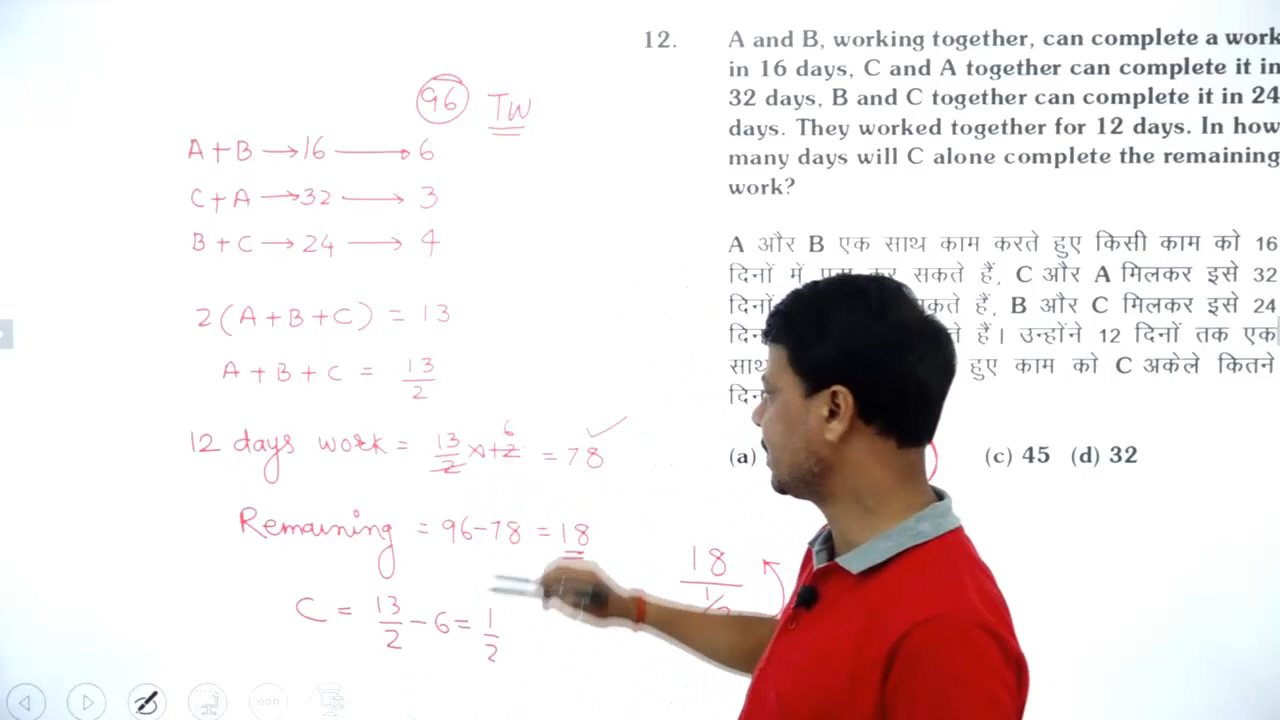 96 TW
A+B→16→6
C+A→32→3
B+C→24→4
2(A+B+C) = 13
A+B+C = 13/2
12 days work = 13/2 × 12 6 = 78 ✓
Remaining = 96-78 = 18
C = 13/2 - 6 = 1/2
18
12. A and B, working together, can complete a work
in 16 days, C and A together can complete it in
32 days, B and C together can complete it in 24
days. They worked together for 12 days. In how
many days will C alone complete the remaining
work?
A और B एक साथ काम करते हुए किसी काम को 16
दिनों में सकते हैं, C और A मिलकर इसे 32
दिनों हैं, B और C मिलकर इसे 24
हैं। उन्होंने 12 दिनों तक एक
हुए काम को C अकेले कितने
(a) (c) 45 (d) 32